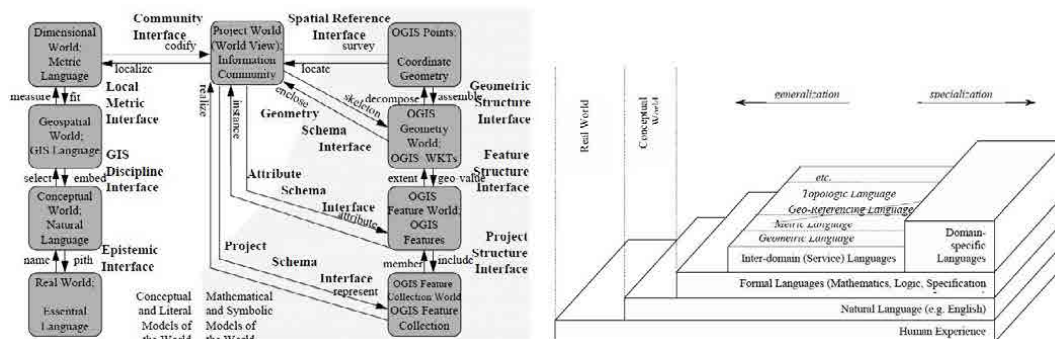 Dimensional
World;
Metric
Language
Community
Interface
codify
localize
Project World
(World View);
Information
Community
Spatial Reference
Interface
survey
locate
OGIS Points:
Coordinate
Geometry
measure
fit
Local
Metric
Interface
realize
instance
enclose
skeleton
Geometry
Schema Interface
decompose
assemble
Geometric
Structure
Interface
Geospatial
World;
GIS Language
OGIS
Geometry
World;
OGIS WKTs
GIS
Discipline
Interface
select
embed
Attribute
Schema
Interface
attribute
extent
geo-value
Feature
Structure
Interface
Conceptual
World;
Natural
Language
OGIS
Feature World;
OGIS
Features
Epistemic
Interface
name
pith
Project
Schema
Interface
represent
member
include
Project
Structure
Interface
Real World;
Essential
Language
Conceptual
and Literal
Models of
the World
Mathematical
and Symbolic
Models of
the World
OGIS Feature
Collection World
OGIS Feature
Collection
Real World
Conceptual
World
generalization
specialization
etc.
Topologic Language
Geo-Referencing Language
Metric Language
Geometric Language
Inter-domain (Service) Languages
Domain-
specific
Languages
Formal Languages (Mathematics, Logic, Specification
Natural Language (e.g. English)
Human Experience